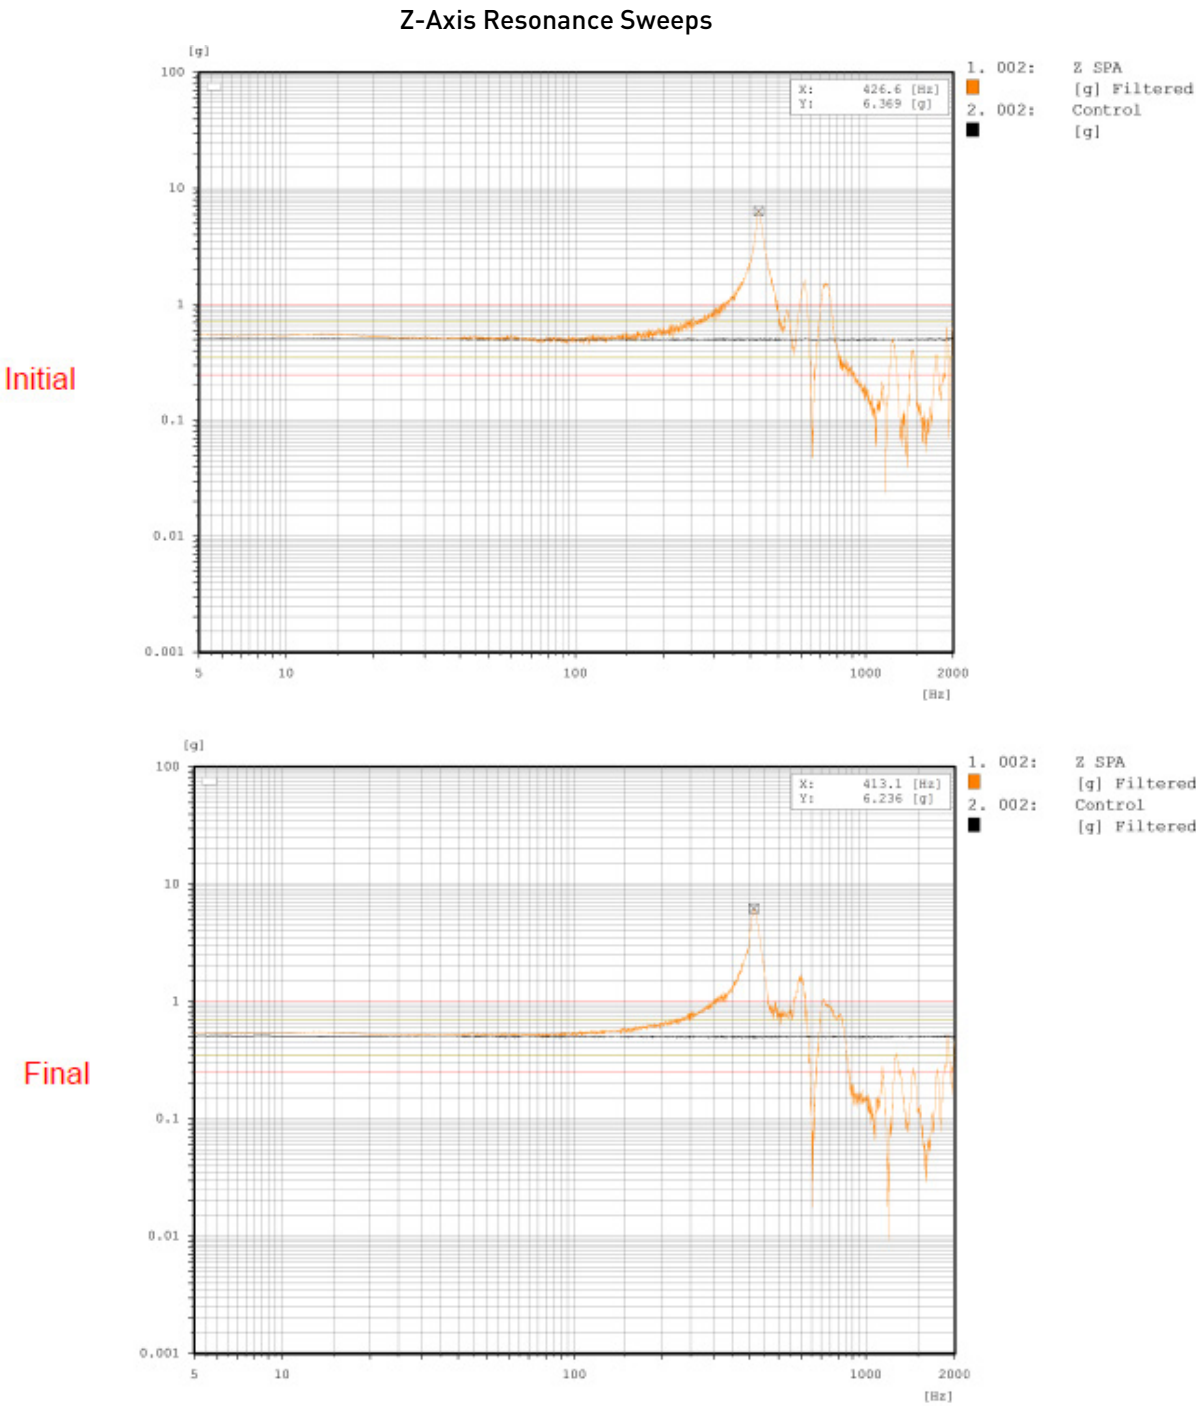 Z-Axis Resonance Sweeps
[g]
100
10
1
0.1
0.01
0.001
5 10 100 1000 2000
[Hz]
X: 426.6 [Hz]
Y: 6.369 [g]
1. 002: Z SPA
[g] Filtered
2. 002: Control
[g]
Initial
[g]
100
10
1
0.1
0.01
0.001
5 10 100 1000 2000
[Hz]
X: 413.1 [Hz]
Y: 6.236 [g]
1. 002: Z SPA
[g] Filtered
2. 002: Control
[g] Filtered
Final